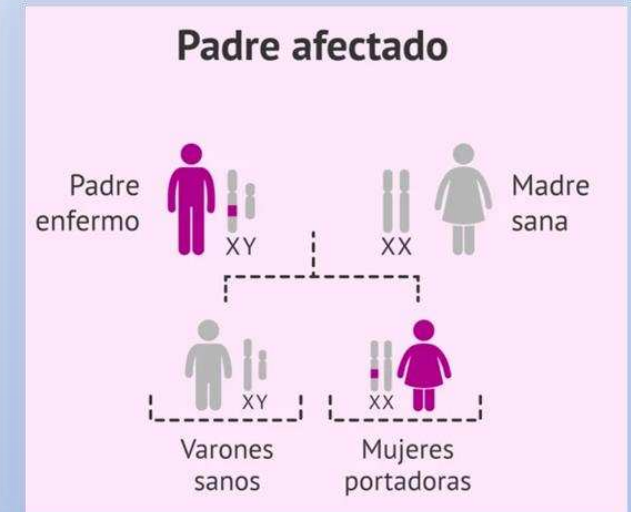 Padre afectado
Padre
enfermo
XY
XX
Madre
sana
XY
XX
Varones
sanos
Mujeres
portadoras